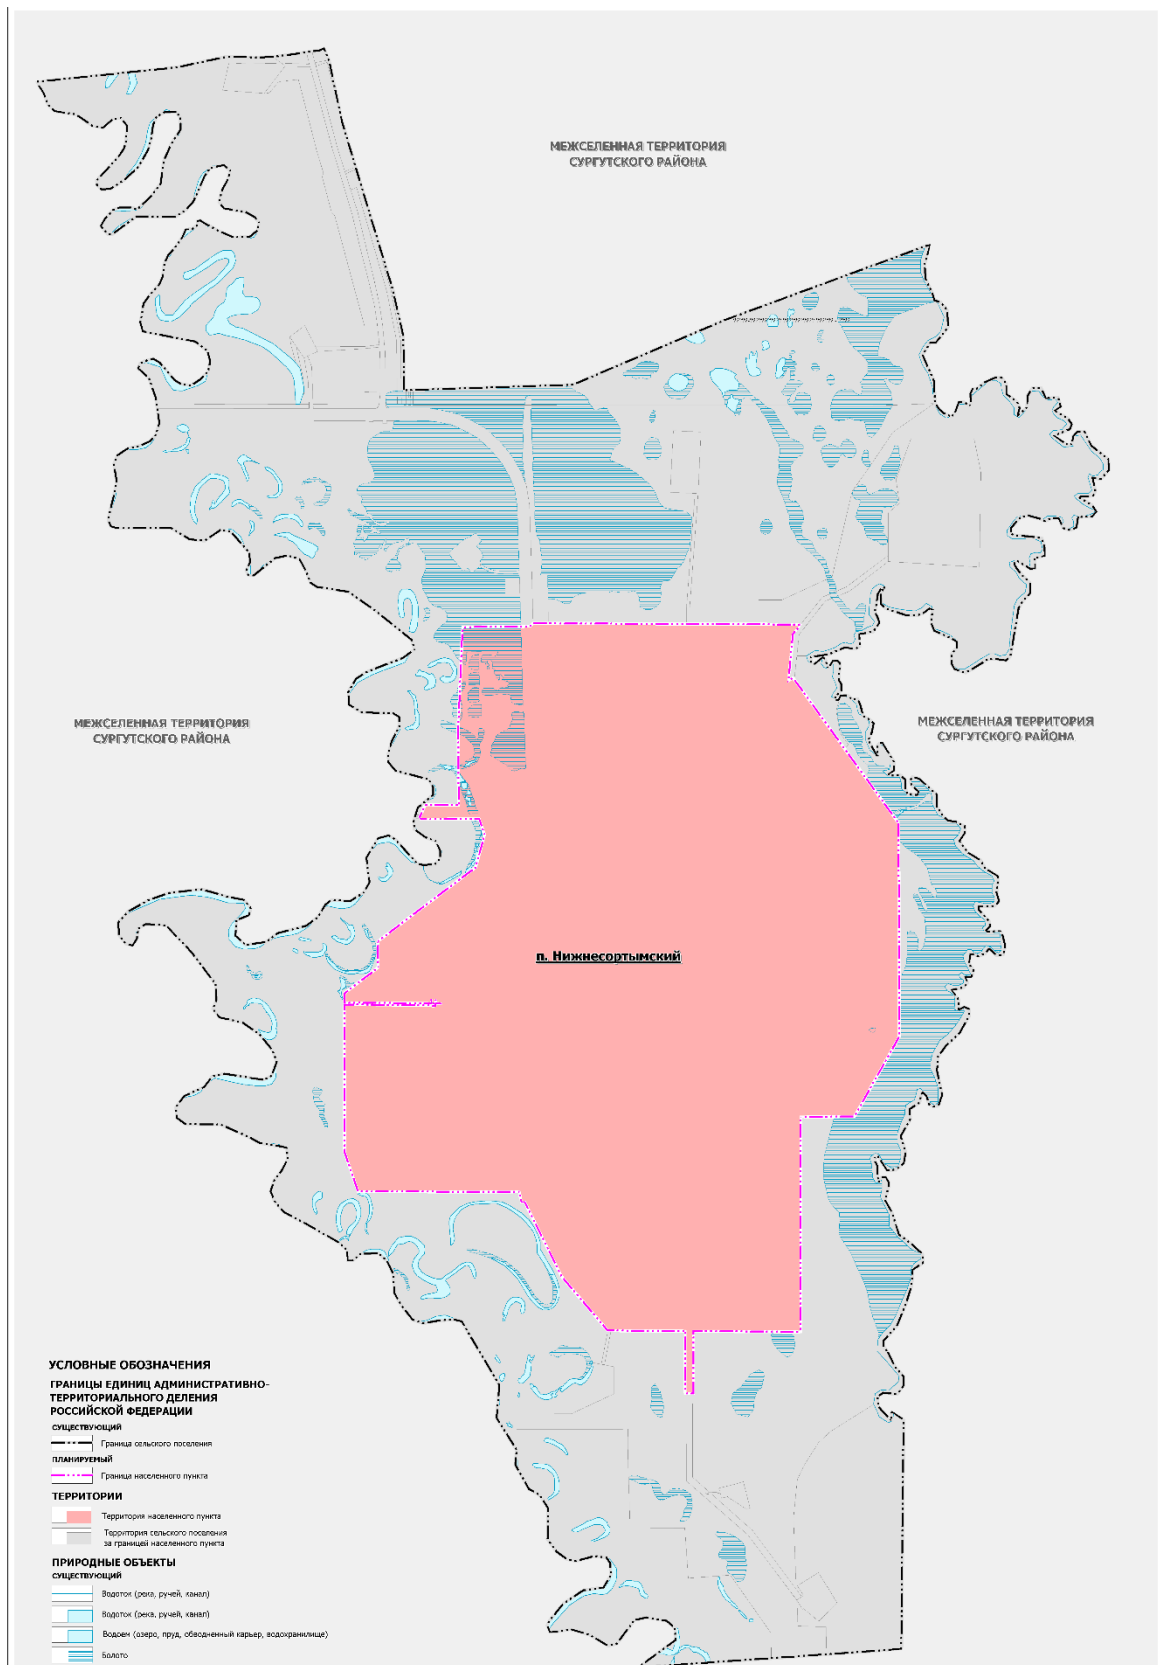 МЕЖСЕЛЕННАЯ ТЕРРИТОРИЯ
СУРГУТСКОГО РАЙОНА
МЕЖСЕЛЕННАЯ ТЕРРИТОРИЯ
СУРГУТСКОГО РАЙОНА
МЕЖСЕЛЕННАЯ ТЕРРИТОРИЯ
СУРГУТСКОГО РАЙОНА
п. Нижнесортымский
УСЛОВНЫЕ ОБОЗНАЧЕНИЯ
ГРАНИЦЫ ЕДИНИЦ АДМИНИСТРАТИВНО-
ТЕРРИТОРИАЛЬНОГО ДЕЛЕНИЯ
РОССИЙСКОЙ ФЕДЕРАЦИИ
СУЩЕСТВУЮЩИЙ
Граница сельского поселения
ПЛАНИРУЕМЫЙ
Граница населенного пункта
ТЕРРИТОРИИ
Территория населенного пункта
Территория сельского поселения
за границей населенного пункта
ПРИРОДНЫЕ ОБЪЕКТЫ
СУЩЕСТВУЮЩИЙ
Водоток (река, ручей, канал)
Водоток (река, ручей, канал)
Водоем (озеро, пруд, обводненный карьер, водохранилище)
Болото